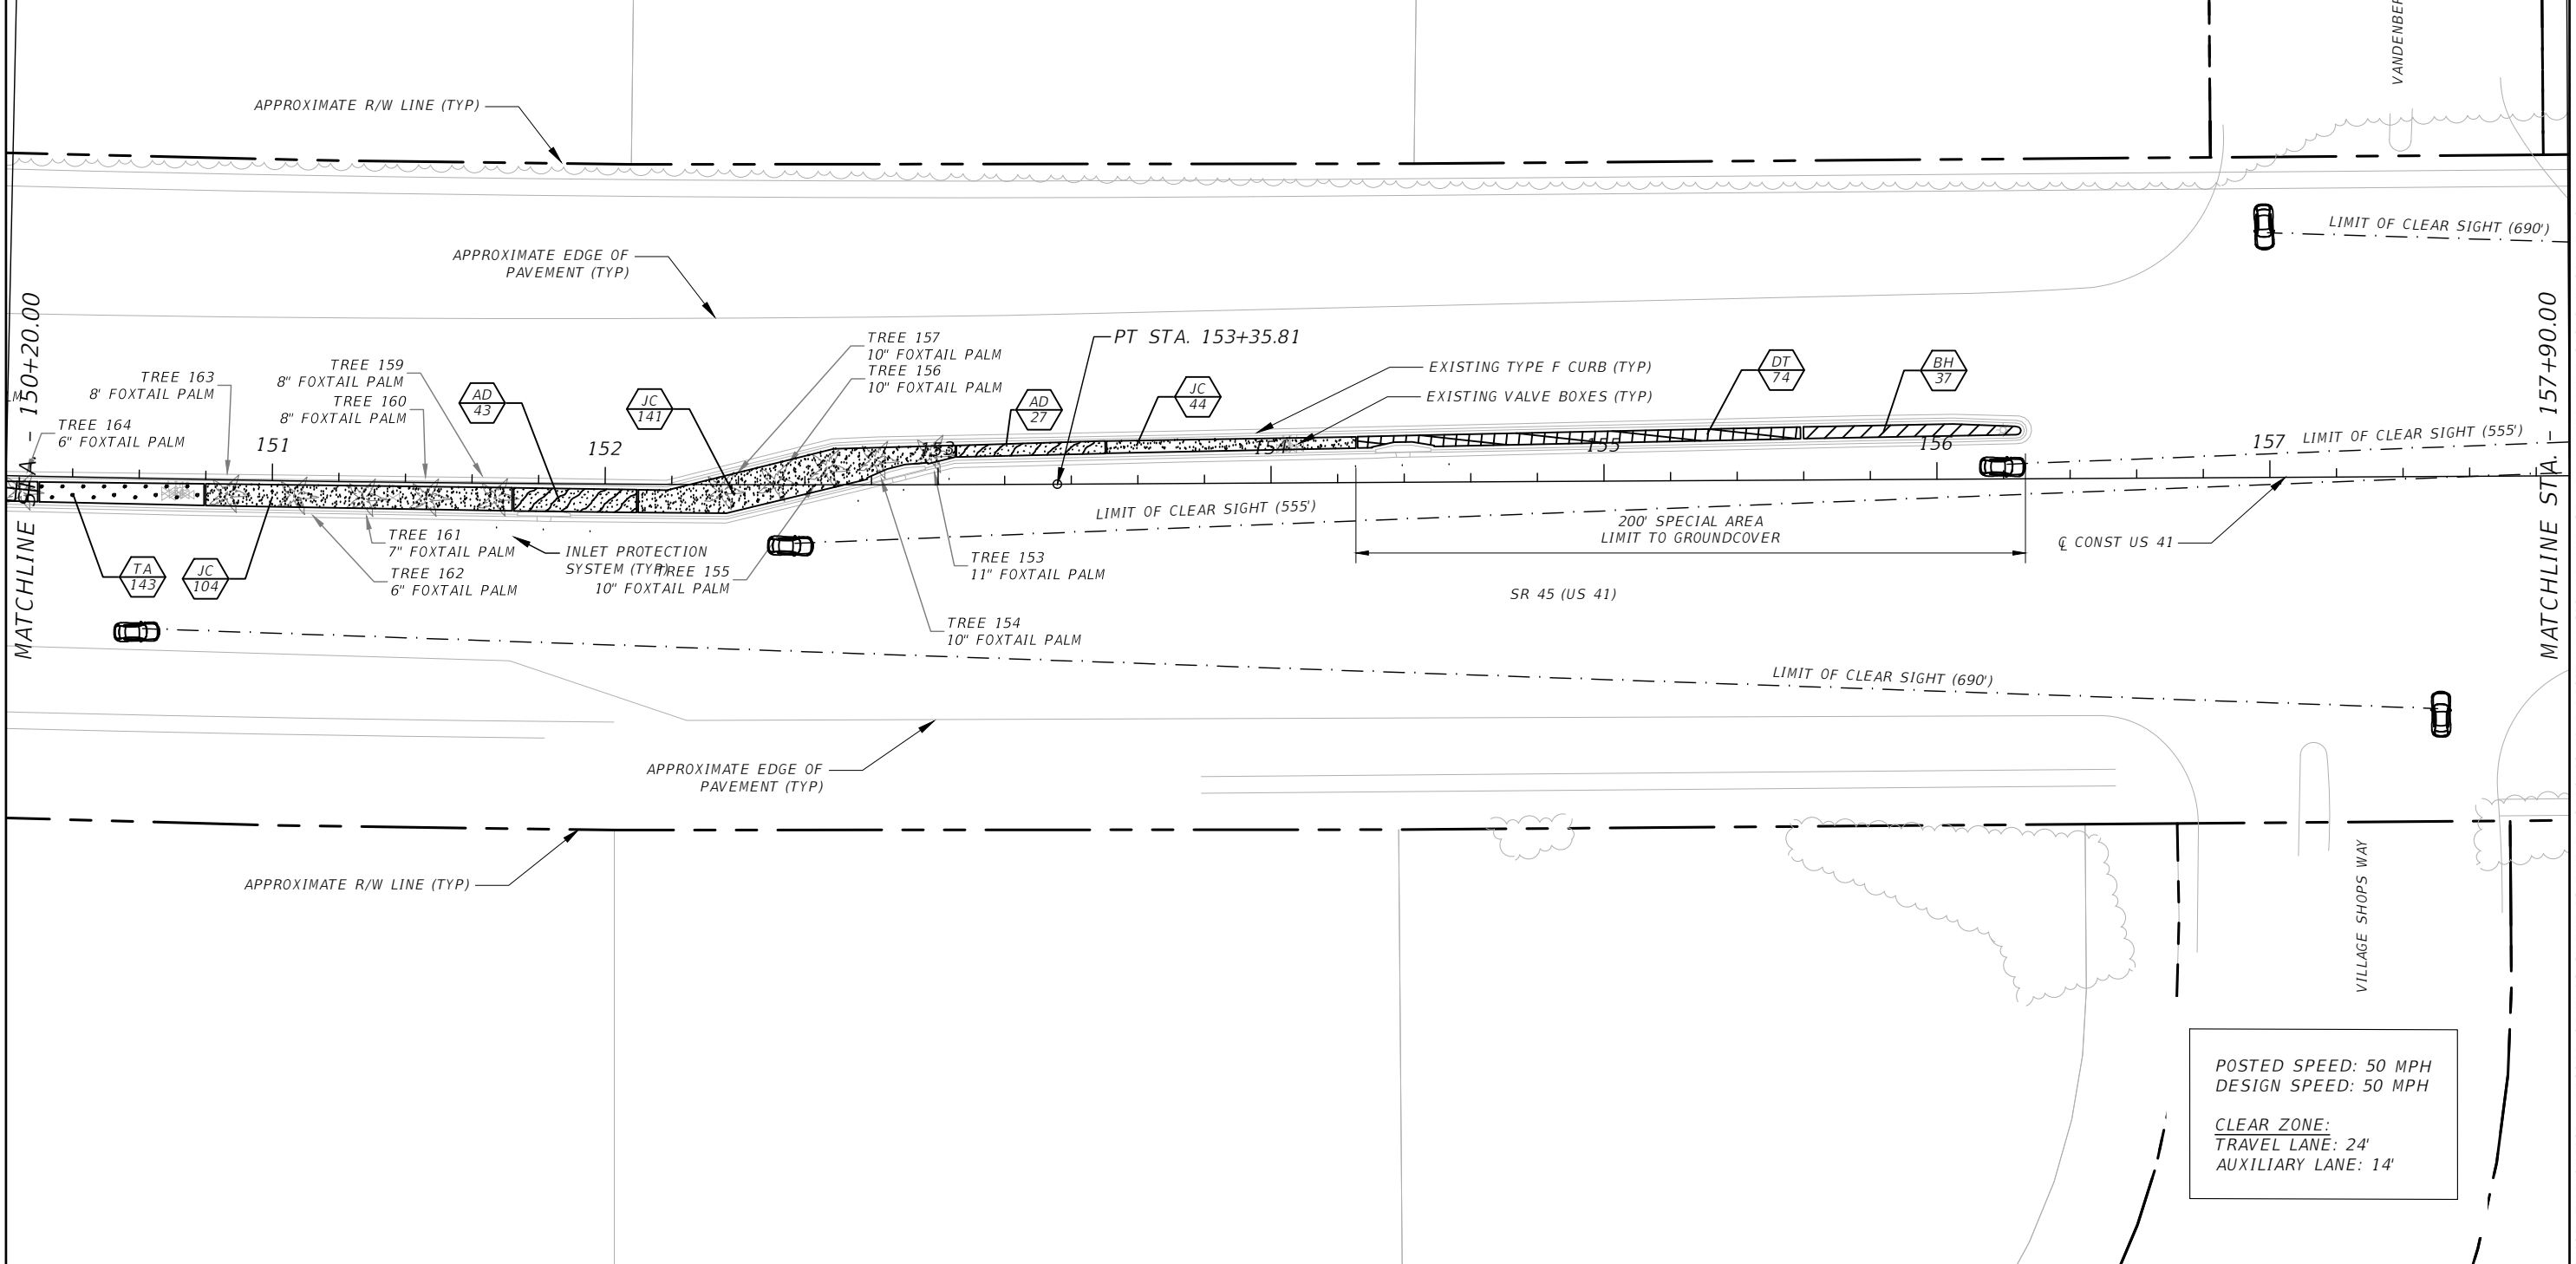 VANDENBER
APPROXIMATE R/W LINE (TYP)
LIMIT OF CLEAR SIGHT (690')
APPROXIMATE EDGE OF
PAVEMENT (TYP)
MATCHLINE STA. - 150+20.00
MATCHLINE STA. - 157+90.00
TREE 157
10" FOXTAIL PALM
TREE 156
10" FOXTAIL PALM
PT STA. 153+35.81
EXISTING TYPE F CURB (TYP)
EXISTING VALVE BOXES (TYP)
DT
74
BH
37
TREE 163
8' FOXTAIL PALM
TREE 159
8" FOXTAIL PALM
TREE 160
8" FOXTAIL PALM
AD
43
JC
141
AD
27
JC
44
TREE 164
6" FOXTAIL PALM
151
152
153
154
155
156
157
LIMIT OF CLEAR SIGHT (555')
LIMIT OF CLEAR SIGHT (555')
200' SPECIAL AREA
LIMIT TO GROUNDCOVER
℄ CONST US 41
TREE 161
7" FOXTAIL PALM
INLET PROTECTION
SYSTEM (TYP)
TREE 155
10" FOXTAIL PALM
TREE 153
11" FOXTAIL PALM
TA
143
JC
104
TREE 162
6" FOXTAIL PALM
SR 45 (US 41)
TREE 154
10" FOXTAIL PALM
LIMIT OF CLEAR SIGHT (690')
APPROXIMATE EDGE OF
PAVEMENT (TYP)
APPROXIMATE R/W LINE (TYP)
VILLAGE SHOPS WAY
POSTED SPEED: 50 MPH
DESIGN SPEED: 50 MPH
CLEAR ZONE:
TRAVEL LANE: 24'
AUXILIARY LANE: 14'